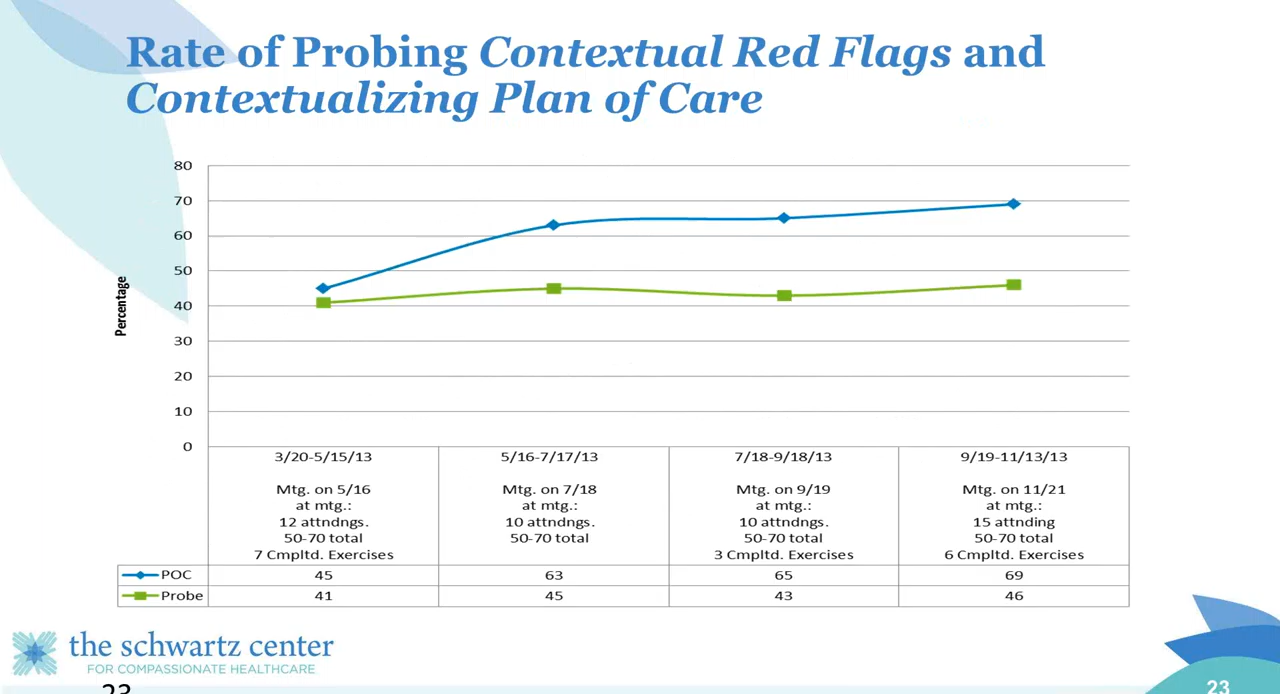 Rate of Probing Contextual Red Flags and
Contextualizing Plan of Care
Percentage
80
70
60
50
40
30
20
10
0
3/20-5/15/13 5/16-7/17/13 7/18-9/18/13 9/19-11/13/13
Mtg. on 5/16 Mtg. on 7/18 Mtg. on 9/19 Mtg. on 11/21
at mtg.: at mtg.: at mtg.: at mtg.:
12 attndngs. 10 attndngs. 10 attndngs. 15 attnding
50-70 total 50-70 total 50-70 total 50-70 total
7 Cmpltd. Exercises 3 Cmpltd. Exercises 6 Cmpltd. Exercises
POC 45 63 65 69
Probe 41 45 43 46
the schwartz center
FOR COMPASSIONATE HEALTHCARE
23
23